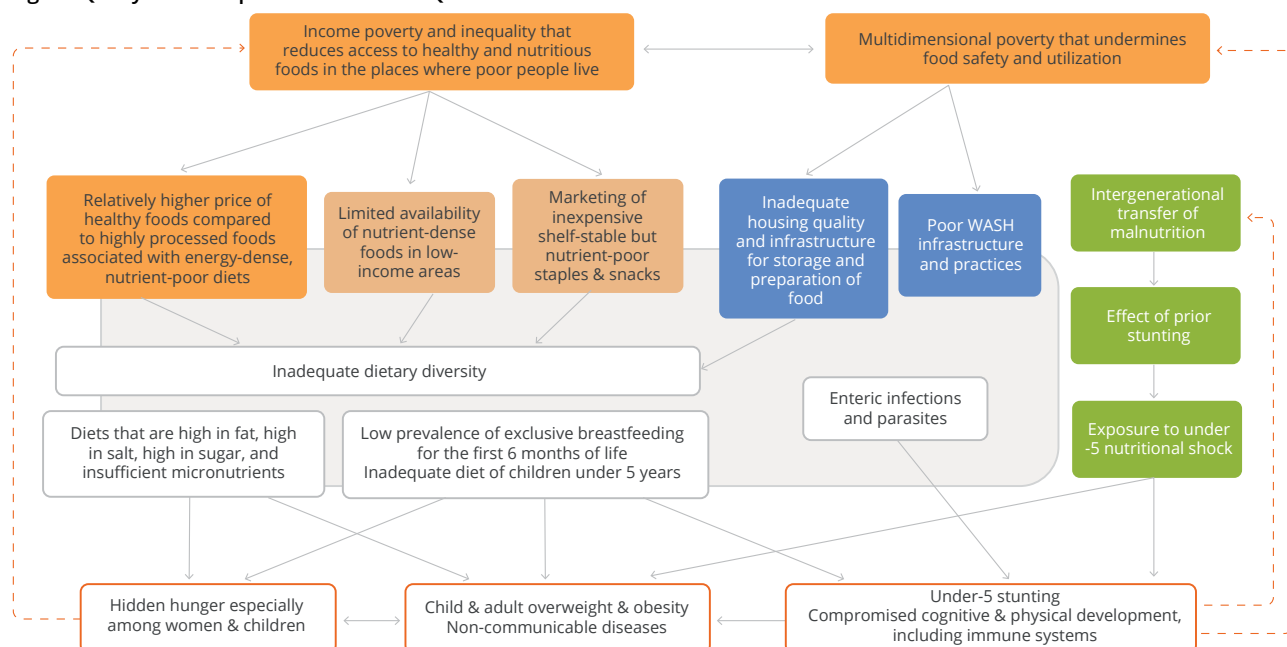 Income poverty and inequality that
reduces access to healthy and nutritious
foods in the places where poor people live
Multidimensional poverty that undermines
food safety and utilization
Relatively higher price of
healthy foods compared
to highly processed foods
associated with energy-dense,
nutrient-poor diets
Limited availability
of nutrient-dense
foods in low-
income areas
Marketing of
inexpensive
shelf-stable but
nutrient-poor
staples & snacks
Inadequate
housing quality
and infrastructure
for storage and
preparation of
food
Poor WASH
infrastructure
and practices
Intergenerational
transfer of
malnutrition
Effect of prior
stunting
Inadequate dietary diversity
Enteric infections
and parasites
Diets that are high in fat, high
in salt, high in sugar, and
insufficient micronutrients
Low prevalence of exclusive breastfeeding
for the first 6 months of life
Inadequate diet of children under 5 years
Exposure to under
-5 nutritional shock
Hidden hunger especially
among women & children
Child & adult overweight & obesity
Non-communicable diseases
Under-5 stunting
Compromised cognitive & physical development,
including immune systems